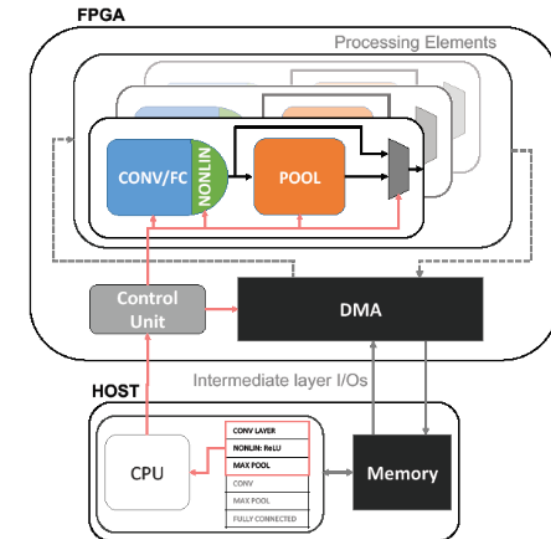 FPGA
Processing Elements
CONV/FC
NONLIN
POOL
Control
Unit
DMA
Intermediate layer I/Os
HOST
CPU
CONV LAYER
NONLIN: ReLU
MAX POOL
CONV
MAX POOL
FULLY CONNECTED
Memory